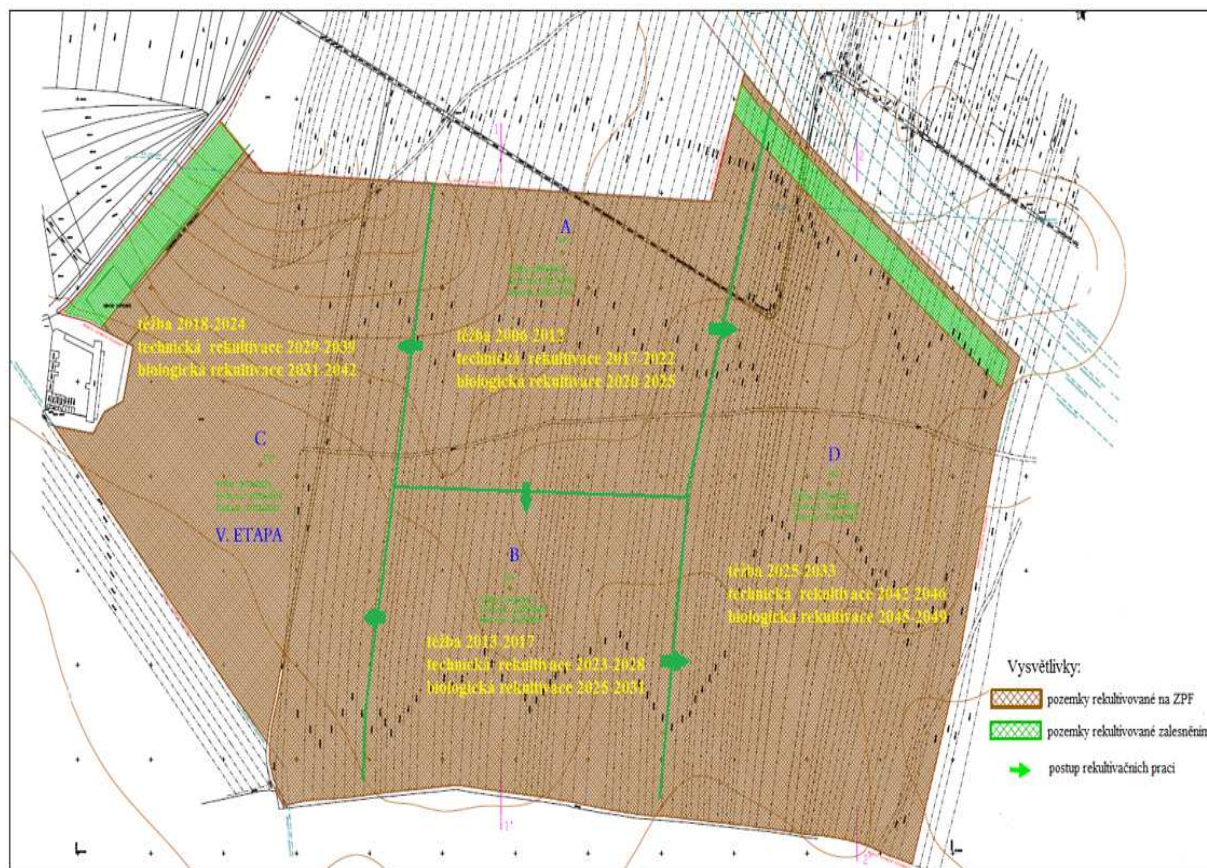 A
těžba 2018-2024
technická rekultivace 2029-2039
biologická rekultivace 2031-2042
těžba 2006-2012
technická rekultivace 2017-2022
biologická rekultivace 2020-2025
C
V. ETAPA
D
B
těžba 2025-2033
technická rekultivace 2042-2046
biologická rekultivace 2045-2049
těžba 2013-2017
technická rekultivace 2023-2028
biologická rekultivace 2025-2031
Vysvětlivky:
pozemky rekultivované na ZPF
pozemky rekultivované zalesněním
postup rekultivačních prací